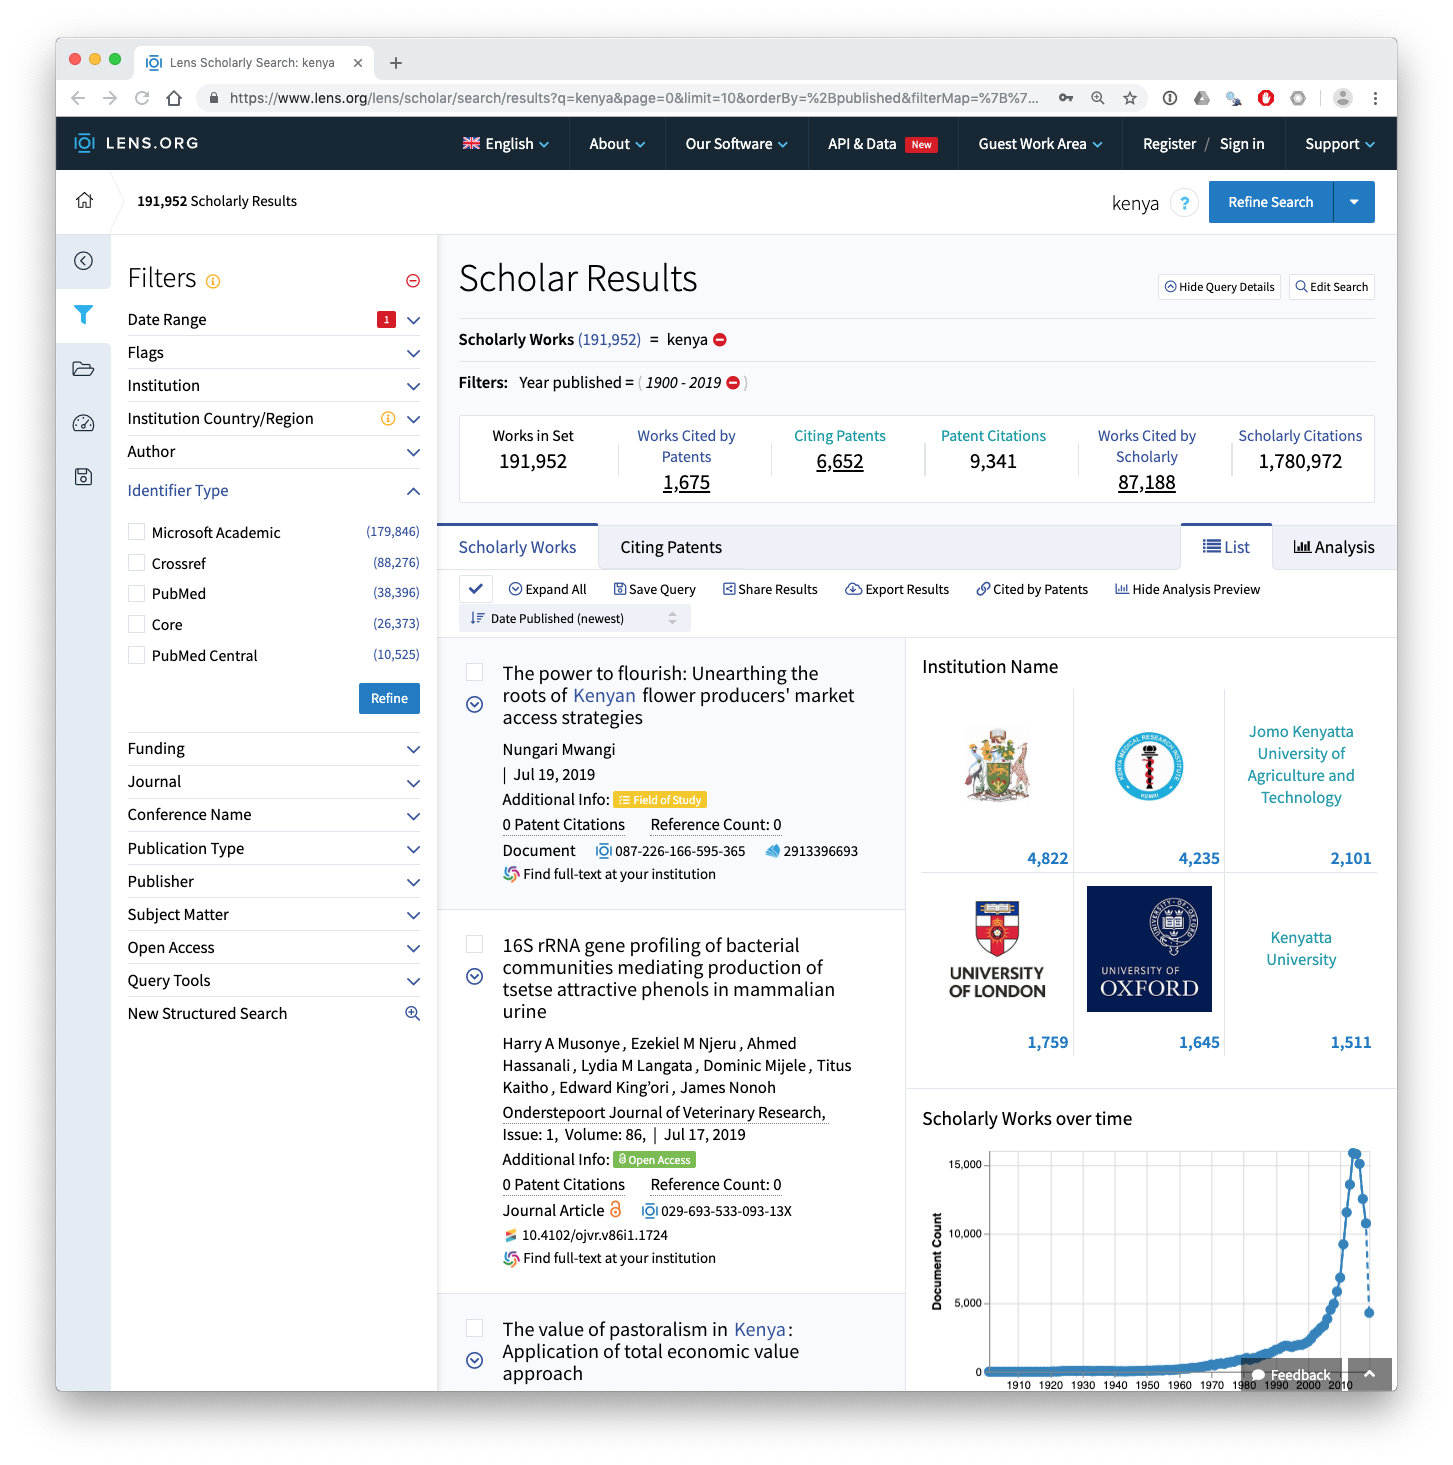 Lens Scholarly Search: kenya
https://www.lens.org/lens/scholar/search/results?q=kenya&page=0&limit=10&orderBy=%2Bpublished&filterMap=%7B%7...
LENS.ORG
English
About
Our Software
API & Data New
Guest Work Area
Register / Sign in
Support
191,952 Scholarly Results
kenya ?
Refine Search
Filters
Date Range 1
Flags
Institution
Institution Country/Region
Author
Identifier Type
Microsoft Academic (179,846)
Crossref (88,276)
PubMed (38,396)
Core (26,373)
PubMed Central (10,525)
Refine
Funding
Journal
Conference Name
Publication Type
Publisher
Subject Matter
Open Access
Query Tools
New Structured Search
Scholar Results
Hide Query Details
Edit Search
Scholarly Works (191,952) = kenya
Filters: Year published = ( 1900 - 2019 )
Works in Set
191,952
Works Cited by
Patents
1,675
Citing Patents
6,652
Patent Citations
9,341
Works Cited by
Scholarly
87,188
Scholarly Citations
1,780,972
Scholarly Works
Citing Patents
List
Analysis
Expand All
Save Query
Share Results
Export Results
Cited by Patents
Hide Analysis Preview
Date Published (newest)
The power to flourish: Unearthing the
roots of Kenyan flower producers' market
access strategies
Nungari Mwangi
| Jul 19, 2019
Additional Info: Field of Study
0 Patent Citations Reference Count: 0
Document 087-226-166-595-365 2913396693
Find full-text at your institution
16S rRNA gene profiling of bacterial
communities mediating production of
tsetse attractive phenols in mammalian
urine
Harry A Musonye , Ezekiel M Njeru , Ahmed
Hassanali , Lydia M Langata , Dominic Mijele , Titus
Kaitho , Edward King’ori , James Nonoh
Onderstepoort Journal of Veterinary Research,
Issue: 1, Volume: 86, | Jul 17, 2019
Additional Info: Open Access
0 Patent Citations Reference Count: 0
Journal Article 029-693-533-093-13X
10.4102/ojvr.v86i1.1724
Find full-text at your institution
The value of pastoralism in Kenya:
Application of total economic value
approach
Institution Name
4,822
KENYA MEDICAL RESEARCH INSTITUTE
KEMRI
4,235
Jomo Kenyatta
University of
Agriculture and
Technology
2,101
UNIVERSITY
OF LONDON
1,759
UNIVERSITY OF
OXFORD
1,645
Kenyatta
University
1,511
Scholarly Works over time
Document Count
15,000
10,000
5,000
0
1910 1920 1930 1940 1950 1960 1970 1980 1990 2000 2010
Feedback